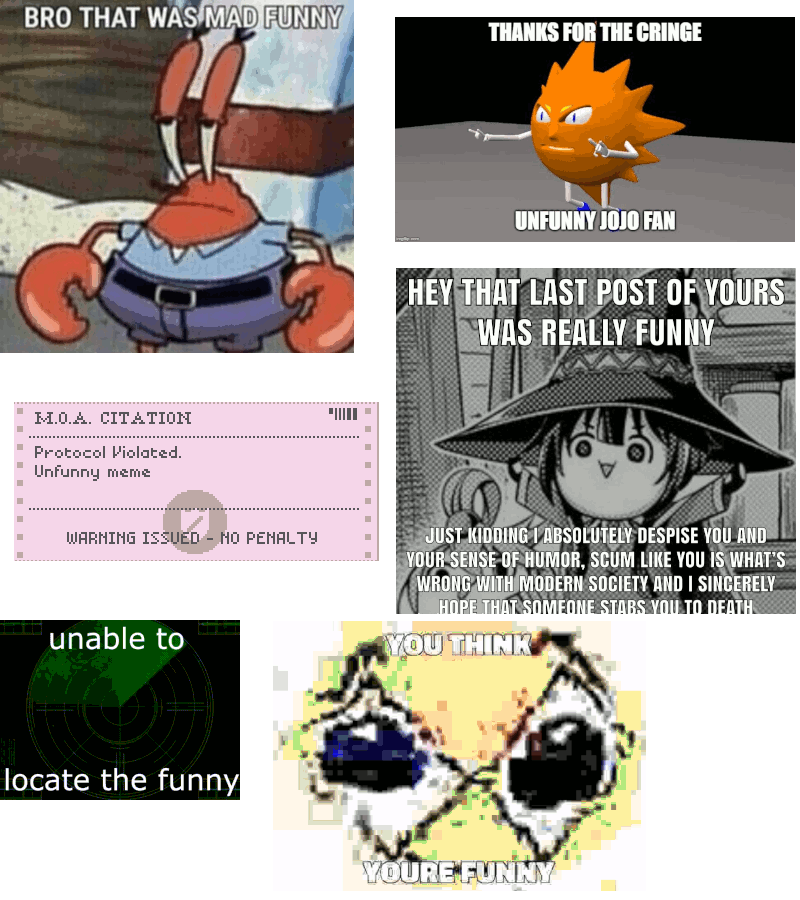 BRO THAT WAS MAD FUNNY
THANKS FOR THE CRINGE
UNFUNNY JOJO FAN
imgflip.com
HEY THAT LAST POST OF YOURS
WAS REALLY FUNNY
JUST KIDDING I ABSOLUTELY DESPISE YOU AND
YOUR SENSE OF HUMOR, SCUM LIKE YOU IS WHAT'S
WRONG WITH MODERN SOCIETY AND I SINCERELY
HOPE THAT SOMEONE STABS YOU TO DEATH
M.O.A. CITATION
Protocol Violated.
Unfunny meme
WARNING ISSUED - NO PENALTY
unable to
locate the funny
YOU THINK
YOURE FUNNY